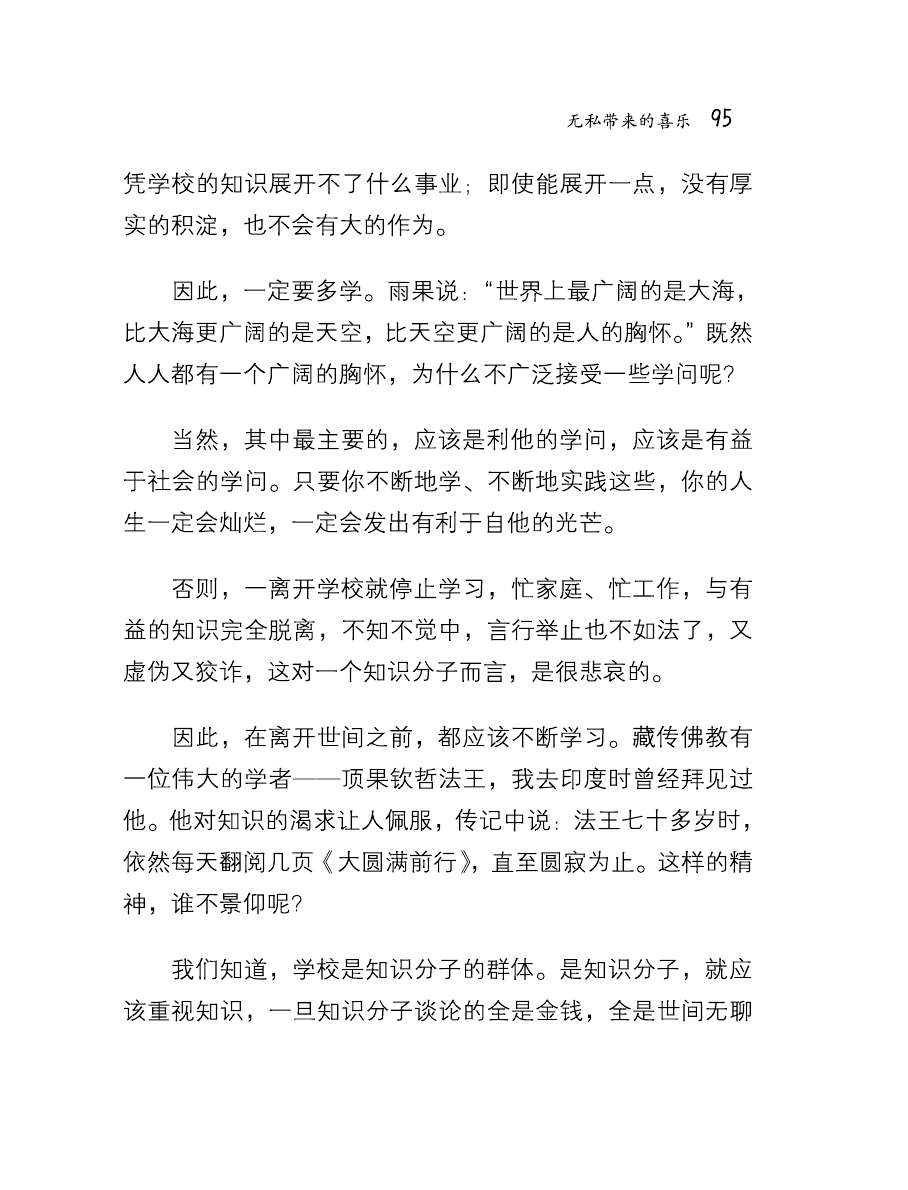 无私带来的喜乐 95
凭学校的知识展开不了什么事业；即使能展开一点，没有厚
实的积淀，也不会有大的作为。
因此，一定要多学。雨果说：“世界上最广阔的是大海，
比大海更广阔的是天空，比天空更广阔的是人的胸怀。”既然
人人都有一个广阔的胸怀，为什么不广泛接受一些学问呢？
当然，其中最主要的，应该是利他的学问，应该是有益
于社会的学问。只要你不断地学、不断地实践这些，你的人
生一定会灿烂，一定会发出有利于自他的光芒。
否则，一离开学校就停止学习，忙家庭、忙工作，与有
益的知识完全脱离，不知不觉中，言行举止也不如法了，又
虚伪又狡诈，这对一个知识分子而言，是很悲哀的。
因此，在离开世间之前，都应该不断学习。藏传佛教有
一位伟大的学者——顶果钦哲法王，我去印度时曾经拜见过
他。他对知识的渴求让人佩服，传记中说：法王七十多岁时，
依然每天翻阅几页《大圆满前行》，直至圆寂为止。这样的精
神，谁不景仰呢？
我们知道，学校是知识分子的群体。是知识分子，就应
该重视知识，一旦知识分子谈论的全是金钱，全是世间无聊